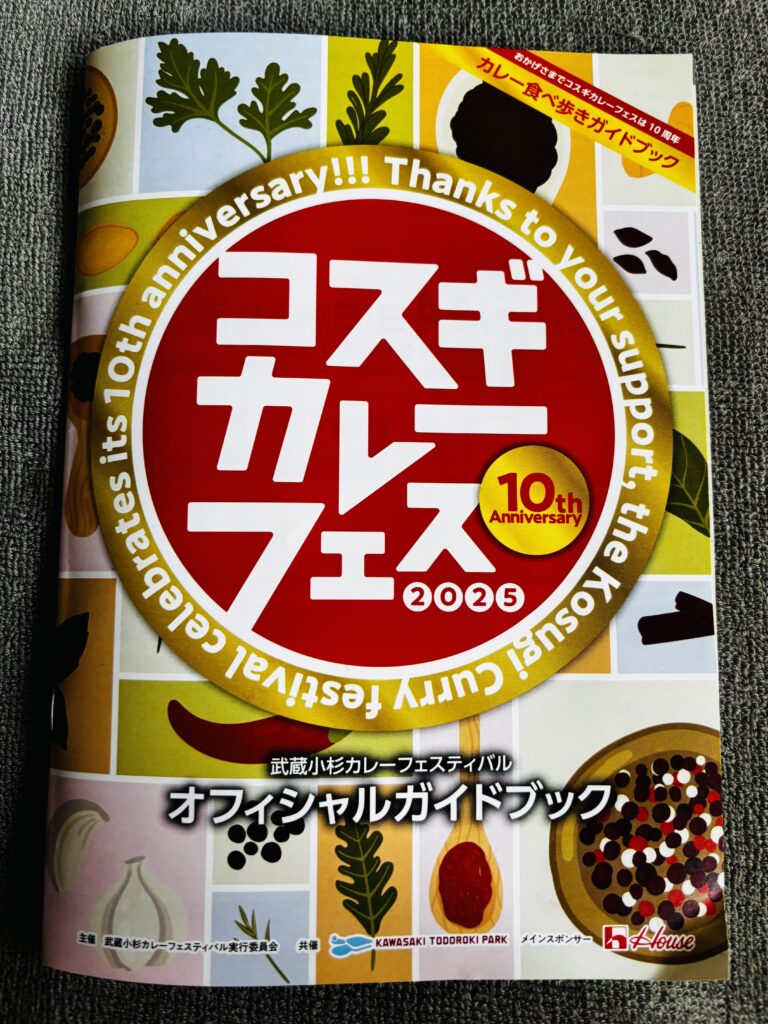 おかげさまでコスギカレーフェスは10周年
カレー食べ歩きガイドブック
Thanks to your support, the Kosugi Curry festival celebrates its 10th anniversary!!!
コスギ
カレー
フェス
2025
10th
Anniversary
武蔵小杉カレーフェスティバル
オフィシャルガイドブック
主催 武蔵小杉カレーフェスティバル実行委員会 共催 KAWASAKI TODOROKI PARK メインスポンサー House